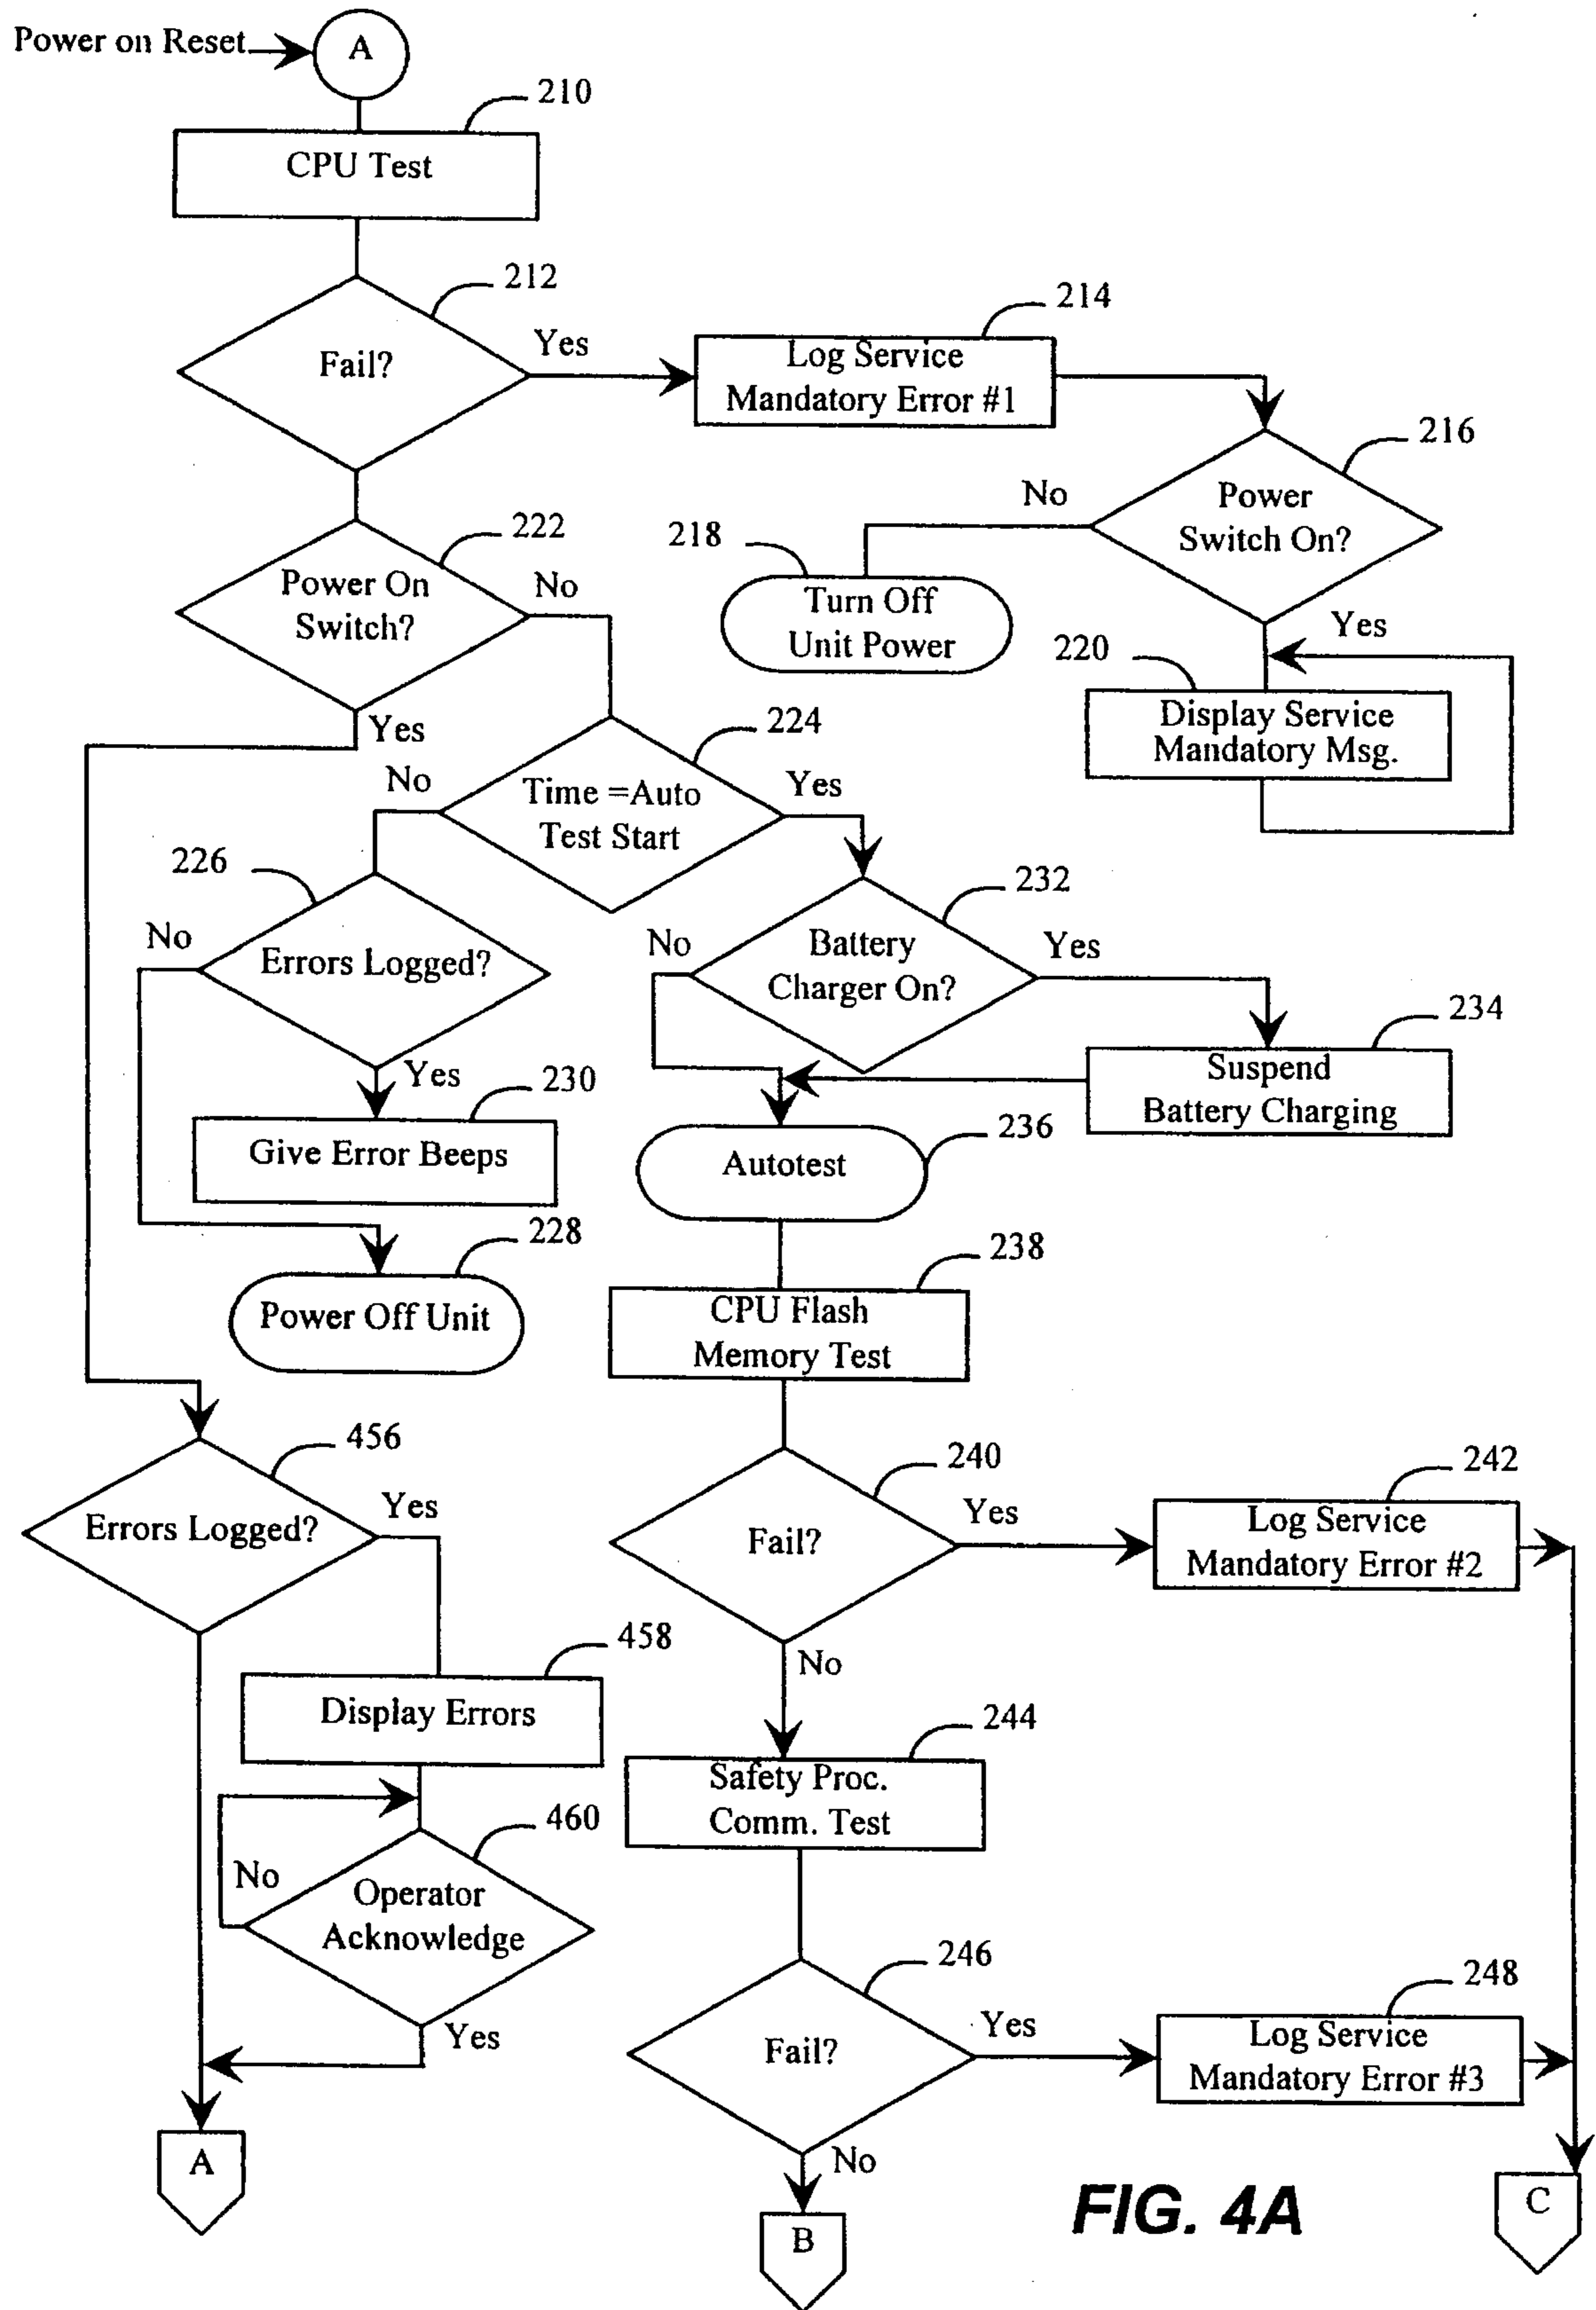 Power on Reset
A
210
CPU Test
212
Fail?
Yes
214
Log Service
Mandatory Error #1
216
Power
Switch On?
No
218
Turn Off
Unit Power
Yes
220
Display Service
Mandatory Msg.
222
Power On
Switch?
No
Yes
224
Time =Auto
Test Start
No
Yes
226
Errors Logged?
No
Yes
230
Give Error Beeps
228
Power Off Unit
232
Battery
Charger On?
No
Yes
234
Suspend
Battery Charging
236
Autotest
238
CPU Flash
Memory Test
240
Fail?
Yes
242
Log Service
Mandatory Error #2
No
244
Safety Proc.
Comm. Test
246
Fail?
Yes
248
Log Service
Mandatory Error #3
No
B
C
456
Errors Logged?
Yes
458
Display Errors
460
Operator
Acknowledge
No
Yes
A
FIG. 4A